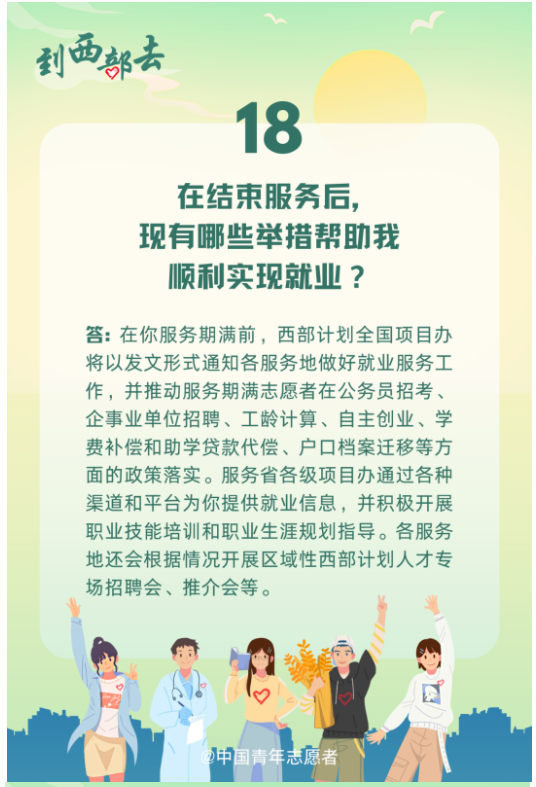 到西部去
18
在结束服务后,
现有哪些举措帮助我
顺利实现就业？
答: 在你服务期满前，西部计划全国项目办
将以发文形式通知各服务地做好就业服务工
作，并推动服务期满志愿者在公务员招考、
企事业单位招聘、工龄计算、自主创业、学
费补偿和助学贷款代偿、户口档案迁移等方
面的政策落实。服务省各级项目办通过各种
渠道和平台为你提供就业信息，并积极开展
职业技能培训和职业生涯规划指导。各服务
地还会根据情况开展区域性西部计划人才专
场招聘会、推介会等。
@中国青年志愿者